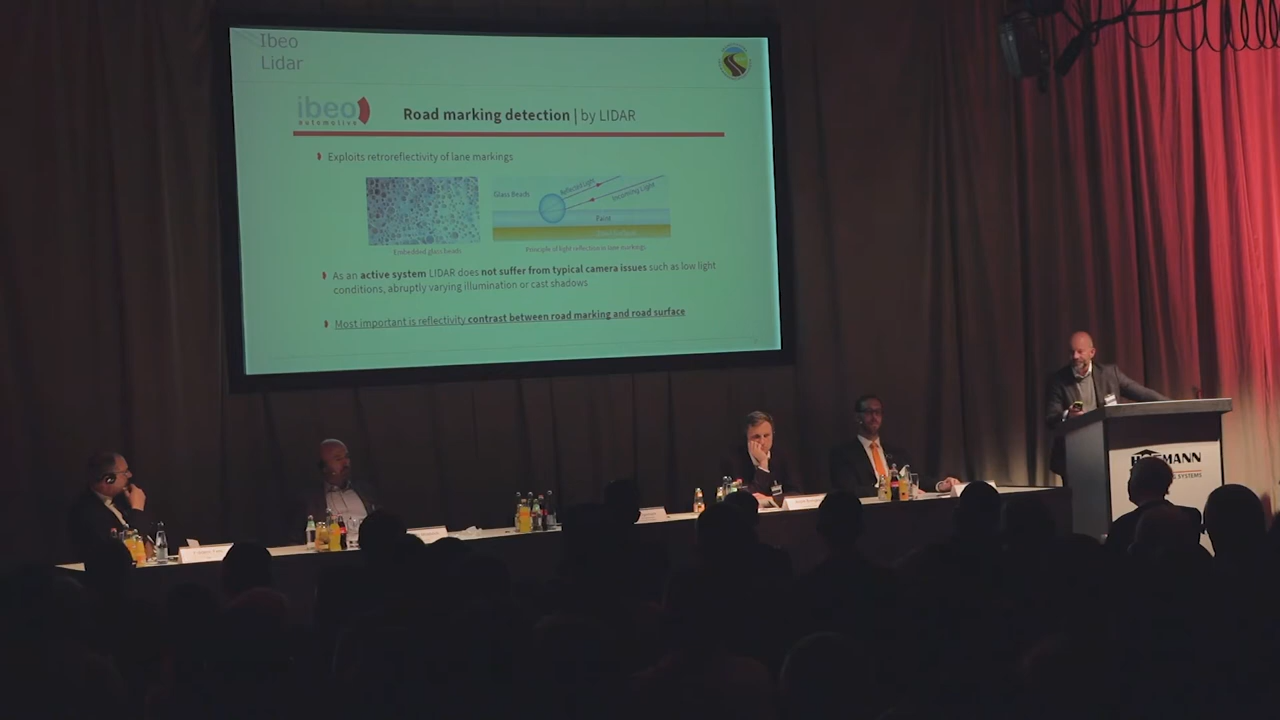 Ibeo
Lidar
ibeo
automotive
Road marking detection | by LIDAR
Exploits retroreflectivity of lane markings
Glass Beads
Reflected Light
Incoming Light
Paint
Embedded glass beads
Principle of light reflection in lane markings
As an active system LIDAR does not suffer from typical camera issues such as low light
conditions, abruptly varying illumination or cast shadows
Most important is reflectivity contrast between road marking and road surface
SYSTEMS